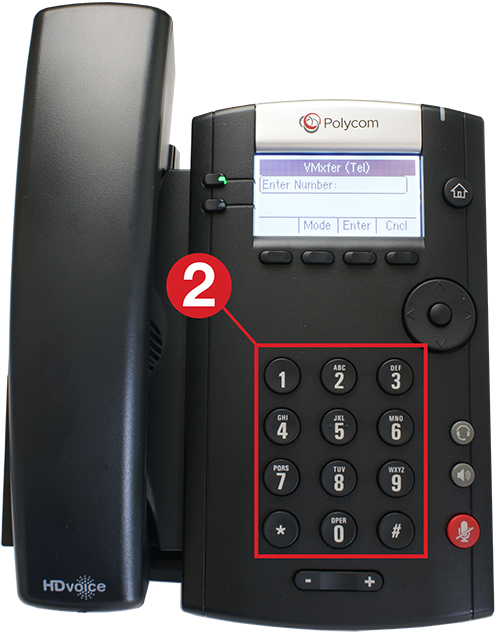 Polycom
VMxfer (Tel)
Enter Number:
Mode Enter Cncl
2
1 ABC 2 DEF 3
GHI 4 JKL 5 MNO 6
PQRS 7 TUV 8 WXYZ 9
* OPER 0 #
- +
HDvoice